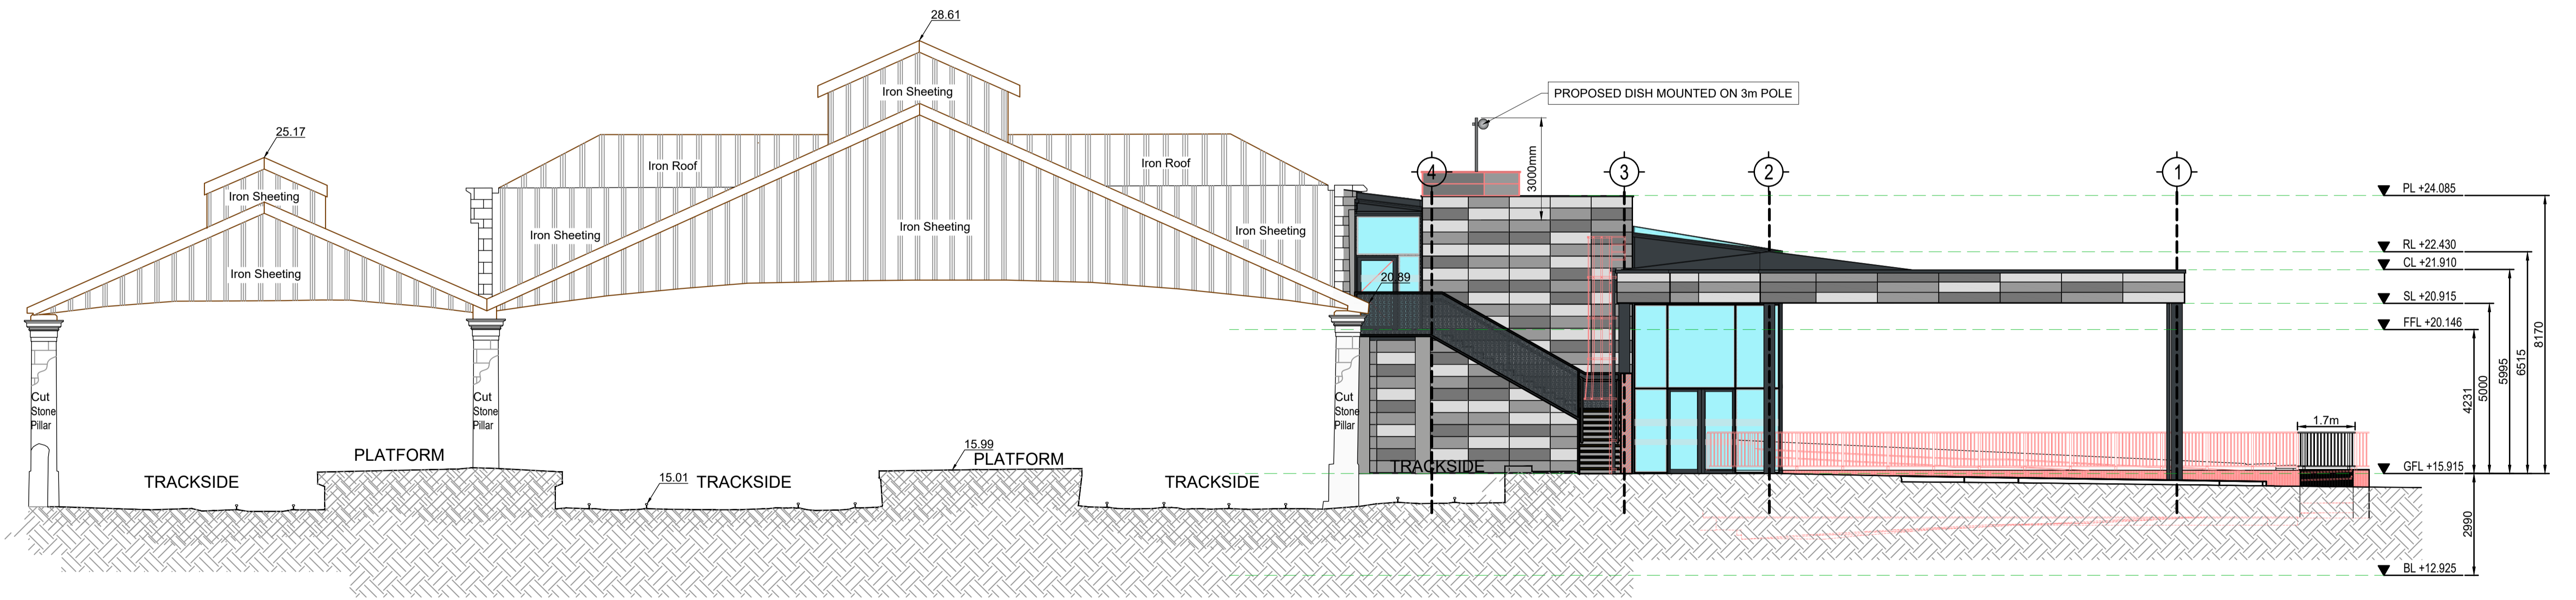 28.61
PROPOSED DISH MOUNTED ON 3m POLE
Iron Sheeting
25.17
3000mm
Iron Roof
Iron Roof
4
3
2
1
Iron Sheeting
PL +24.085
Iron Sheeting
Iron Sheeting
Iron Sheeting
RL +22.430
CL +21.910
Iron Sheeting
20.89
SL +20.915
FFL +20.146
8170
6515
5995
5000
4231
Cut
Stone
Pillar
Cut
Stone
Pillar
Cut
Stone
Pillar
1.7m
PLATFORM
15.99
PLATFORM
TRACKSIDE
GFL +15.915
TRACKSIDE
15.01
TRACKSIDE
TRACKSIDE
2990
BL +12.925